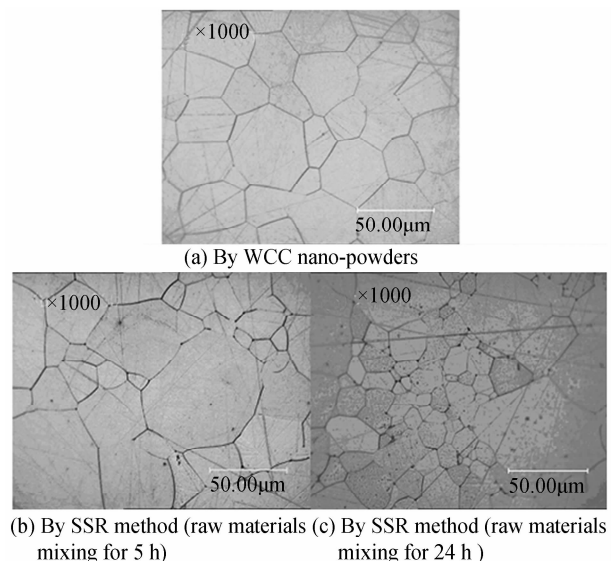 ×1000
50.00μm
(a) By WCC nano-powders
×1000
50.00μm
×1000
50.00μm
(b) By SSR method (raw materials mixing for 5 h)
(c) By SSR method (raw materials mixing for 24 h )